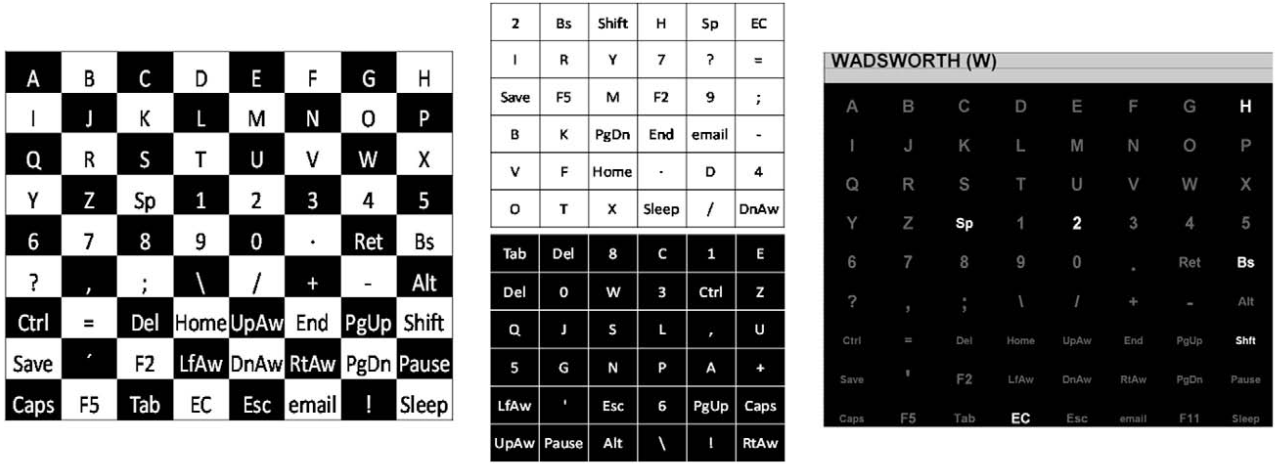 A B C D E F G H
I J K L M N O P
Q R S T U V W X
Y Z Sp 1 2 3 4 5
6 7 8 9 0 . Ret Bs
? , ; \ / + - Alt
Ctrl = Del Home UpAw End PgUp Shift
Save ´ F2 LfAw DnAw RtAw PgDn Pause
Caps F5 Tab EC Esc email ! Sleep
2 Bs Shift H Sp EC
I R Y 7 ? =
Save F5 M F2 9 ;
B K PgDn End email -
V F Home . D 4
O T X Sleep / DnAw
Tab Del 8 C 1 E
Del 0 W 3 Ctrl Z
Q J S L , U
5 G N P A +
LfAw ' Esc 6 PgUp Caps
UpAw Pause Alt \ ! RtAw
WADSWORTH (W)
A B C D E F G H
I J K L M N O P
Q R S T U V W X
Y Z Sp 1 2 3 4 5
6 7 8 9 0 . Ret Bs
? , ; \ / + - Alt
Ctrl = Del Home UpAw End PgUp Shft
Save ' F2 LfAw DnAw RtAw PgDn Pause
Caps F5 Tab EC Esc email F11 Sleep